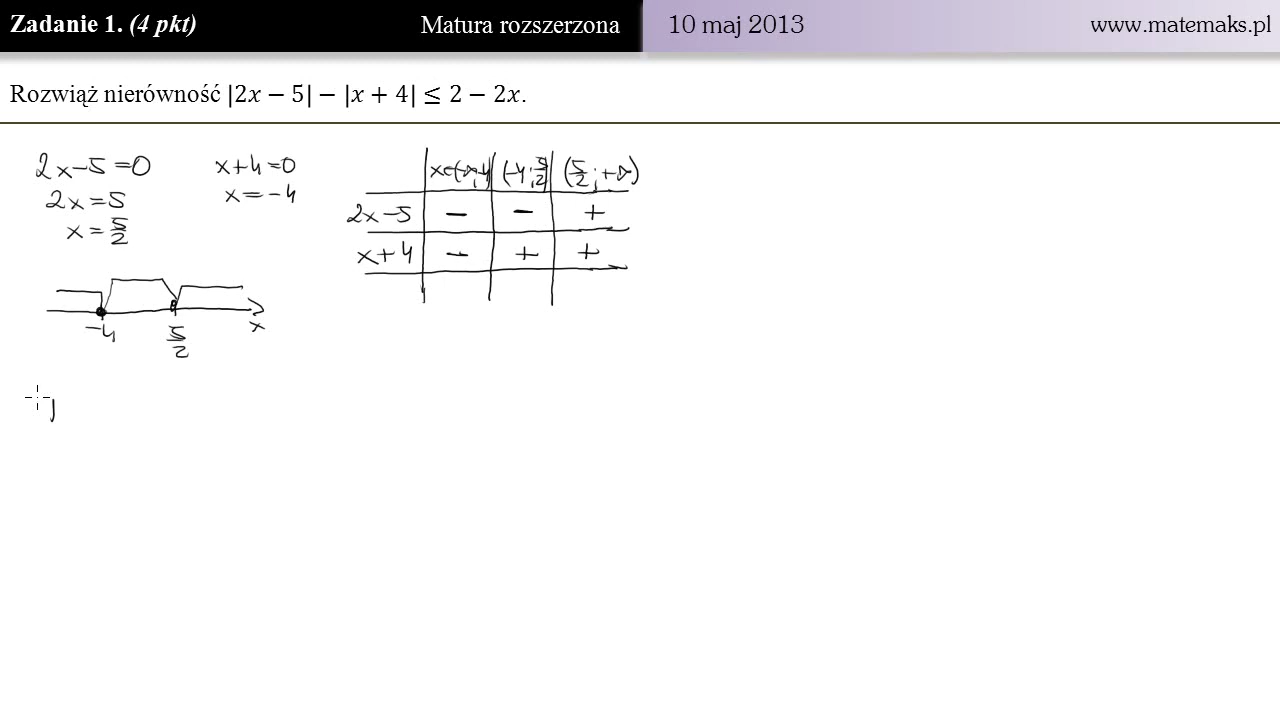 Zadanie 1. (4 pkt) Matura rozszerzona 10 maj 2013 www.matemaks.pl
Rozwiąż nierówność |2x − 5| − |x + 4| ≤ 2 − 2x.
2x-5=0 x+4=0
2x=5 x=-4
x=5/2
x∈(-∞,-4) (-4;5/2) (5/2;+∞)
2x-5 - - +
x+4 - + +
-4 5/2 x